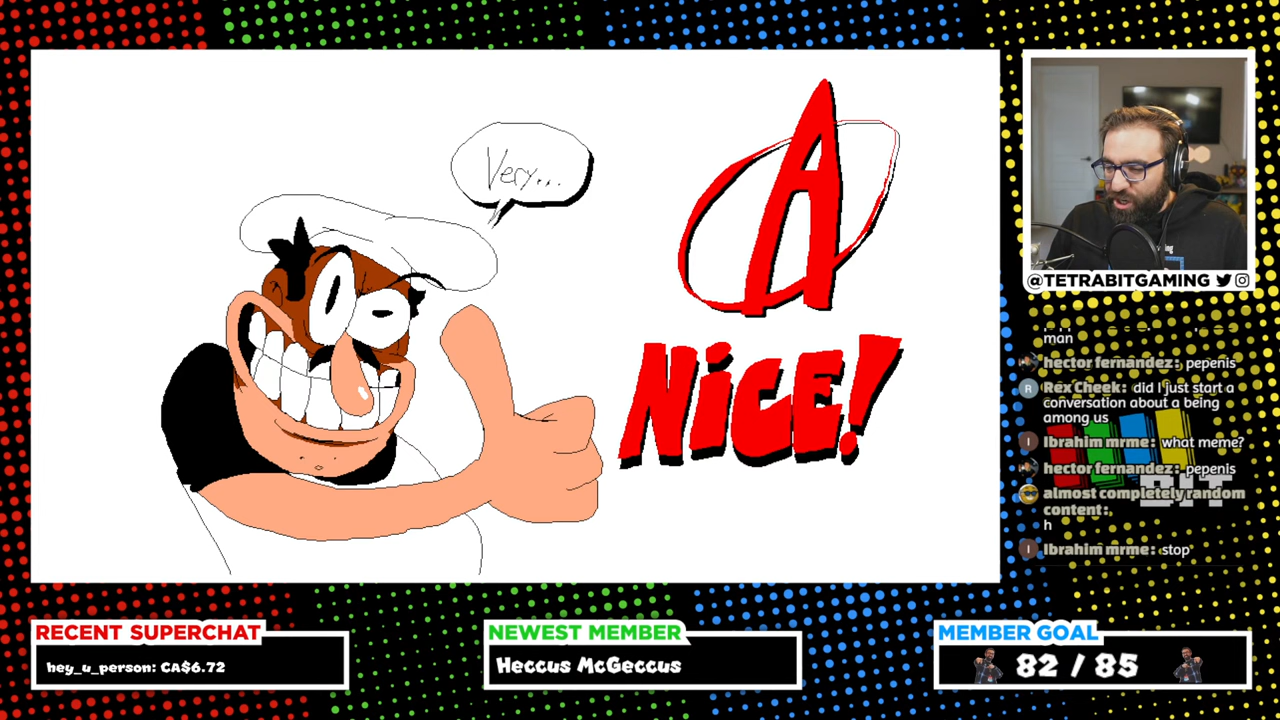 Very...
A
NiCE!
@TETRABITGAMING
man
hector fernandez: pepenis
Rex Cheek: did I just start a
conversation about a being
among us
Ibrahim mrme: what meme?
hector fernandez: pepenis
BIT
almost completely random
content:
h
Ibrahim mrme: stop
RECENT SUPERCHAT
hey_u_person: CA$6.72
NEWEST MEMBER
Heccus McGeccus
MEMBER GOAL
82 / 85